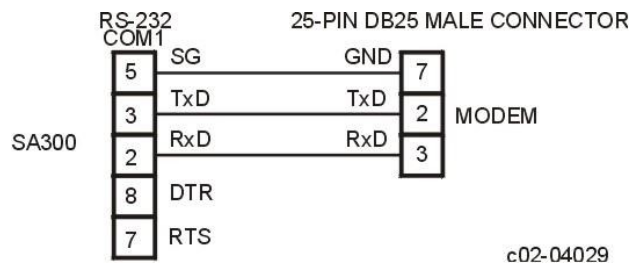 RS-232 25-PIN DB25 MALE CONNECTOR
COM1
5 SG GND 7
3 TxD TxD 2 MODEM
SA300
2 RxD RxD 3
8 DTR
7 RTS
c02-04029